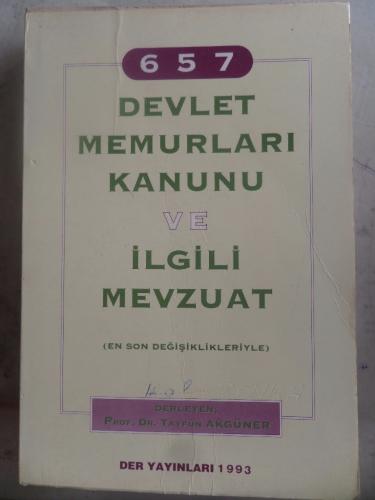 657
DEVLET
MEMURLARI
KANUNU
VE
İLGİLİ
MEVZUAT
(EN SON DEĞİŞİKLİKLERİYLE)
DERLEYEN:
PROF. DR. TAYFUN AKGÜNER
DER YAYINLARI 1993